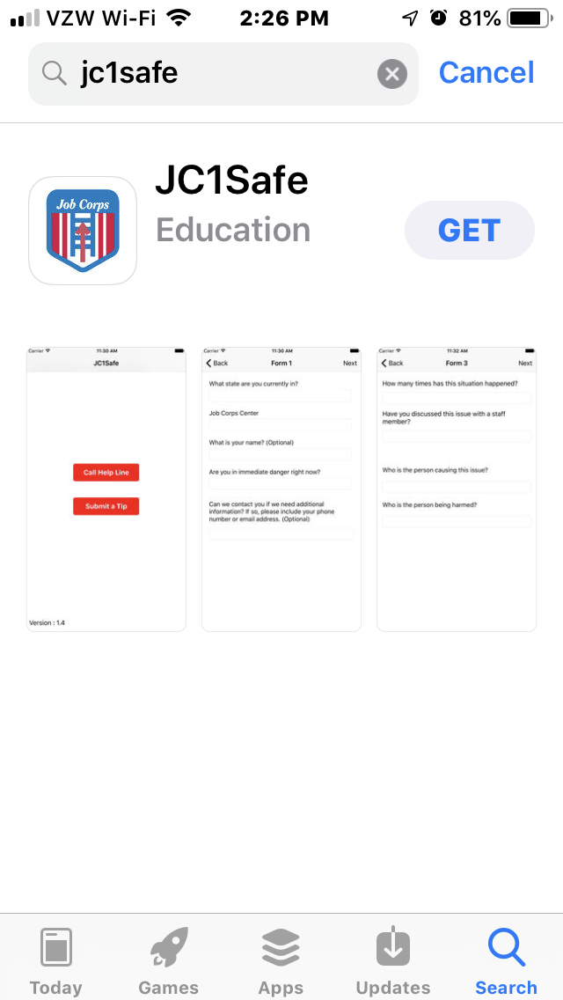 VZW Wi-Fi 2:26 PM 81%
jc1safe
Cancel
Job Corps
JC1Safe
Education
GET
Carrier 11:30 AM
JC1Safe
Call Help Line
Submit a Tip
Version : 1.4
Carrier 11:30 AM
Back Form 1 Next
What state are you currently in?
Job Corps Center
What is your name? (Optional)
Are you in immediate danger right now?
Can we contact you if we need additional
information? If so, please include your phone
number or email address. (Optional)
Carrier 11:32 AM
Back Form 3 Next
How many times has this situation happened?
Have you discussed this issue with a staff
member?
Who is the person causing this issue?
Who is the person being harmed?
Today Games Apps Updates Search